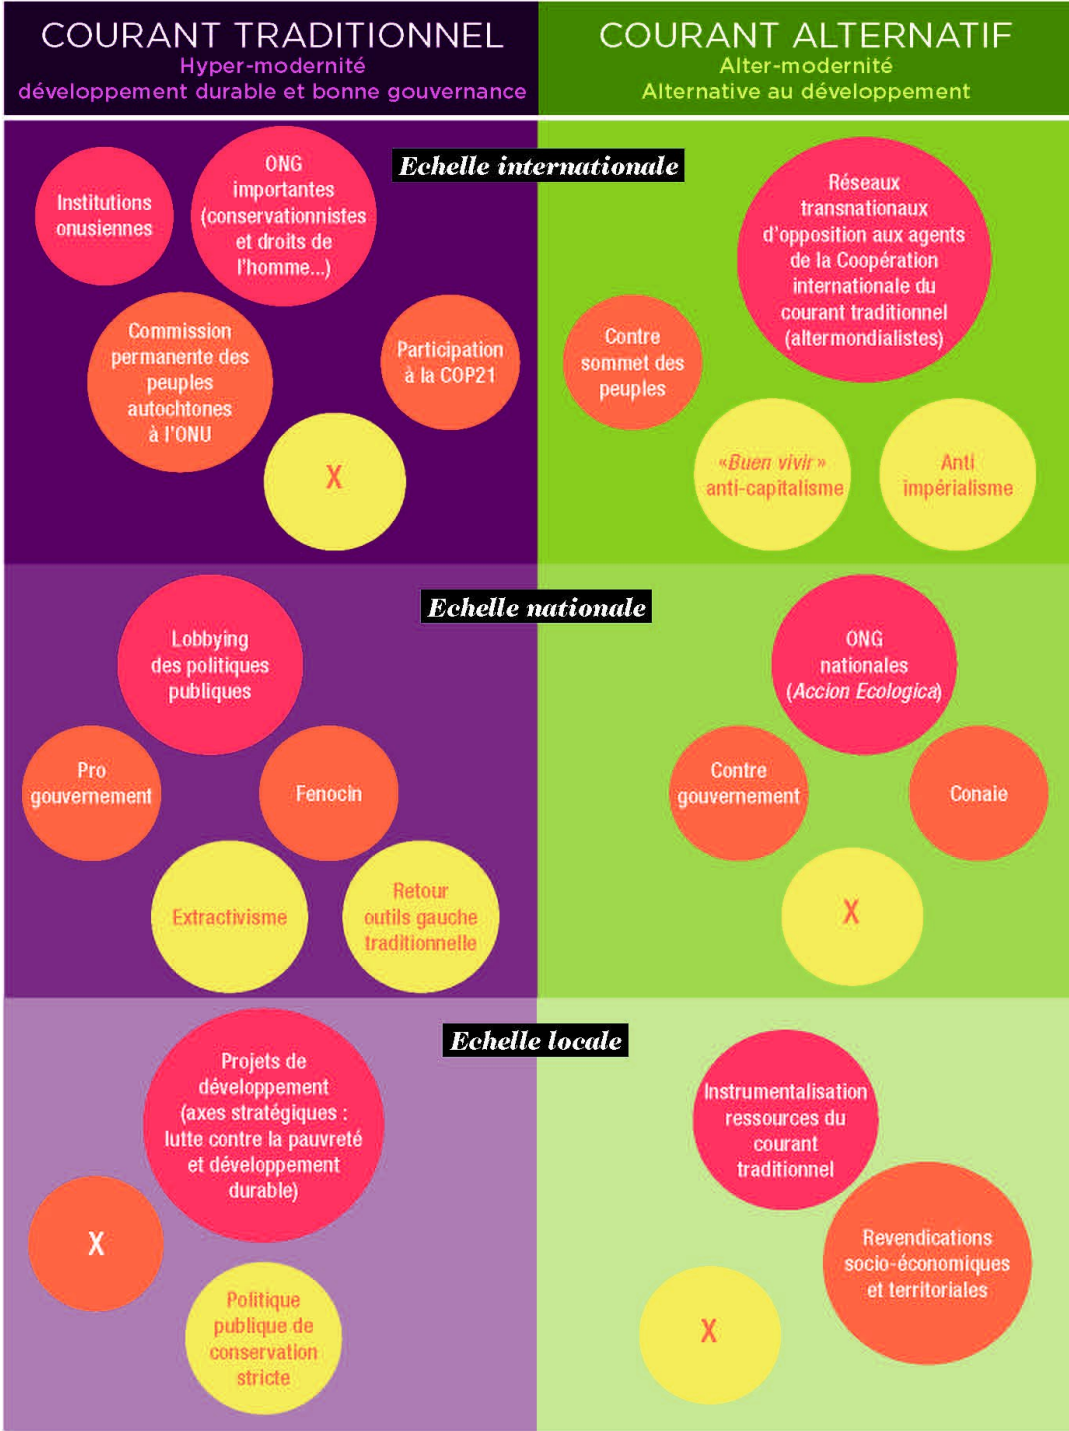 COURANT TRADITIONNEL
Hyper-modernité
développement durable et bonne gouvernance
COURANT ALTERNATIF
Alter-modernité
Alternative au développement
Echelle internationale
Institutions
onusiennes
ONG
importantes
(conservationnistes
et droits de
l'homme...)
Commission
permanente des
peuples
autochtones
à l'ONU
Participation
à la COP21
X
Réseaux
transnationaux
d'opposition aux agents
de la Coopération
internationale du
courant traditionnel
(altermondialistes)
Contre
sommet des
peuples
«Buen vivir»
anti-capitalisme
Anti
impérialisme
Echelle nationale
Lobbying
des politiques
publiques
Pro
gouvernement
Fenocin
Extractivisme
Retour
outils gauche
traditionnelle
ONG
nationales
(Accion Ecologica)
Contre
gouvernement
Conaie
X
Echelle locale
Projets de
développement
(axes stratégiques :
lutte contre la pauvreté
et développement
durable)
X
Politique
publique de
conservation
stricte
Instrumentalisation
ressources du
courant
traditionnel
Revendications
socio-économiques
et territoriales
X